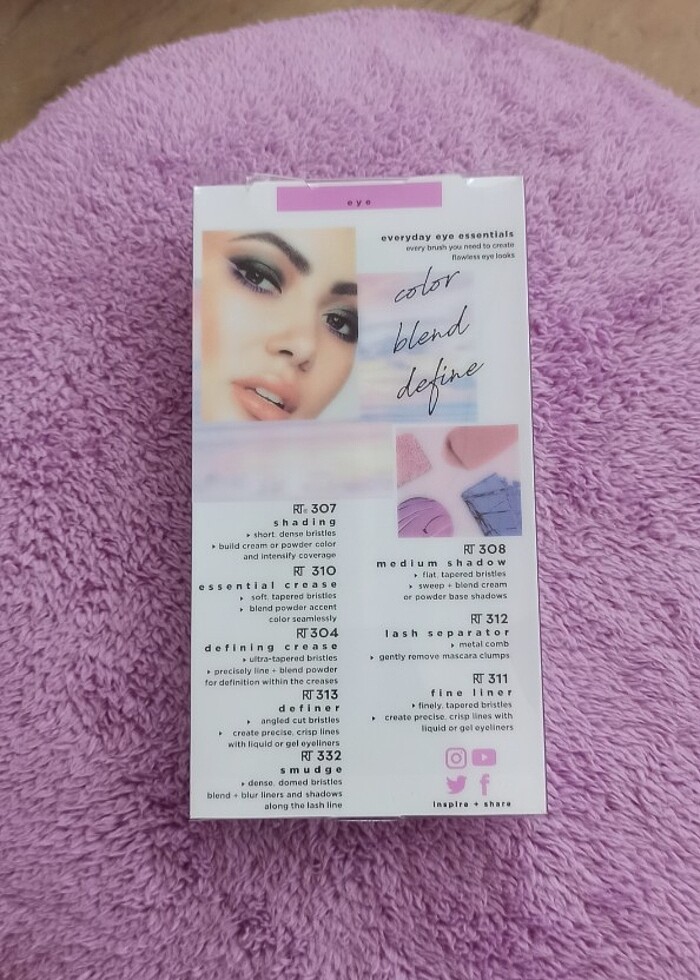 eye
everyday eye essentials
every brush you need to create
flawless eye looks
color
blend
define
RT 307
shading
▸ short, dense bristles
▸ build cream or powder color
and intensify coverage
RT 310
essential crease
▸ soft, tapered bristles
▸ blend powder accent
color seamlessly
RT 304
defining crease
▸ ultra-tapered bristles
▸ precisely line + blend powder
for definition within the creases
RT 313
definer
▸ angled cut bristles
▸ create precise, crisp lines
with liquid or gel eyeliners
RT 332
smudge
▸ dense, domed bristles
blend + blur liners and shadows
along the lash line
RT 308
medium shadow
▸ flat, tapered bristles
▸ sweep + blend cream
or powder base shadows
RT 312
lash separator
▸ metal comb
▸ gently remove mascara clumps
RT 311
fine liner
▸ finely, tapered bristles
▸ create precise, crisp lines with
liquid or gel eyeliners
inspire + share